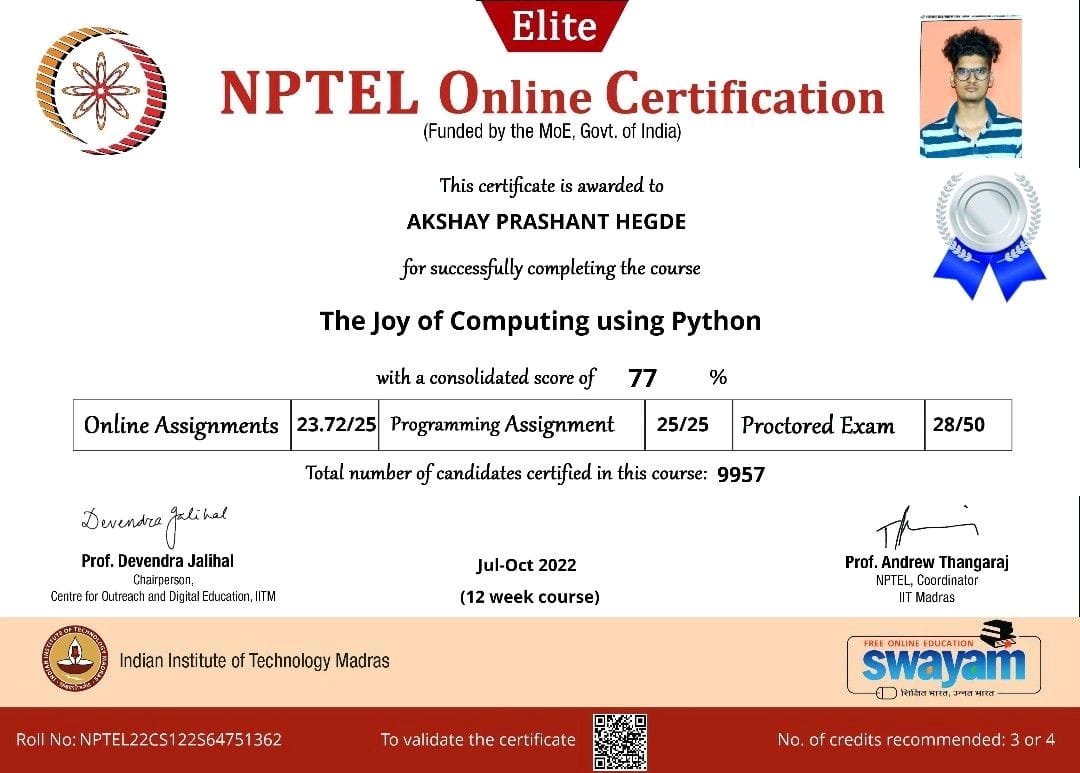 Elite
NPTEL Online Certification
(Funded by the MoE, Govt. of India)
This certificate is awarded to
AKSHAY PRASHANT HEGDE
for successfully completing the course
The Joy of Computing using Python
with a consolidated score of 77 %
Online Assignments 23.72/25 Programming Assignment 25/25 Proctored Exam 28/50
Total number of candidates certified in this course: 9957
Devendra Jalihal
Prof. Devendra Jalihal
Chairperson,
Centre for Outreach and Digital Education, IITM
Jul-Oct 2022
(12 week course)
Prof. Andrew Thangaraj
NPTEL, Coordinator
IIT Madras
INDIAN INSTITUTE OF TECHNOLOGY MADRAS
Indian Institute of Technology Madras
FREE ONLINE EDUCATION
swayam
शिक्षित भारत, उन्नत भारत
Roll No: NPTEL22CS122S64751362
To validate the certificate
No. of credits recommended: 3 or 4